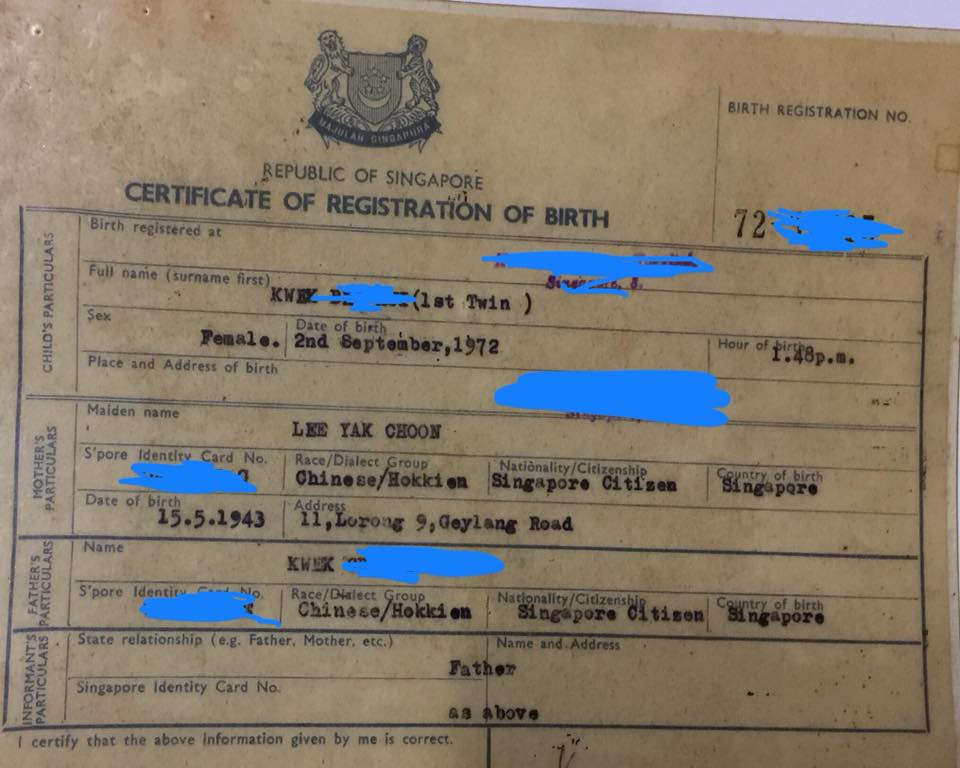 MAJULAH SINGAPURA
REPUBLIC OF SINGAPORE
CERTIFICATE OF REGISTRATION OF BIRTH
BIRTH REGISTRATION NO.
72
CHILD'S PARTICULARS
Birth registered at
Singapore, 8.
Full name (surname first)
KWEK (1st Twin )
Sex
Female.
Date of birth
2nd September,1972
Hour of birth
1.48p.m.
Place and Address of birth
MOTHER'S PARTICULARS
Maiden name
LEE YAK CHOON
S'pore Identity Card No.
Race/Dialect Group
Chinese/Hokkien
Nationality/Citizenship
Singapore Citizen
Country of birth
Singapore
Date of birth
15.5.1943
Address
11,Lorong 9,Geylang Road
FATHER'S PARTICULARS
Name
KWEK
S'pore Identity Card No.
Race/Dialect Group
Chinese/Hokkien
Nationality/Citizenship
Singapore Citizen
Country of birth
Singapore
INFORMANT'S PARTICULARS
State relationship (e.g. Father, Mother, etc.)
Father
Name and Address
Singapore Identity Card No.
as above
I certify that the above information given by me is correct.